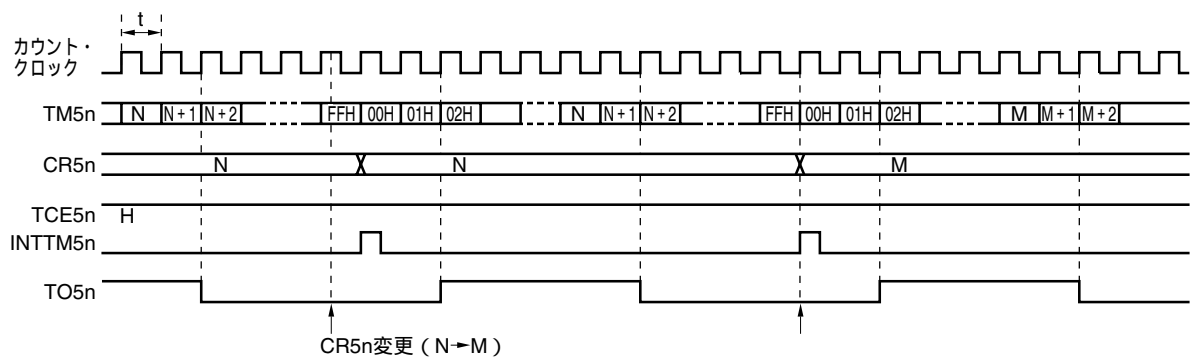 t
カウント・
クロック
TM5n N N+1 N+2 FFH 00H 01H 02H N N+1 N+2 FFH 00H 01H 02H M M+1 M+2
CR5n N N M
TCE5n H
INTTM5n
TO5n
CR5n変更（N→M）